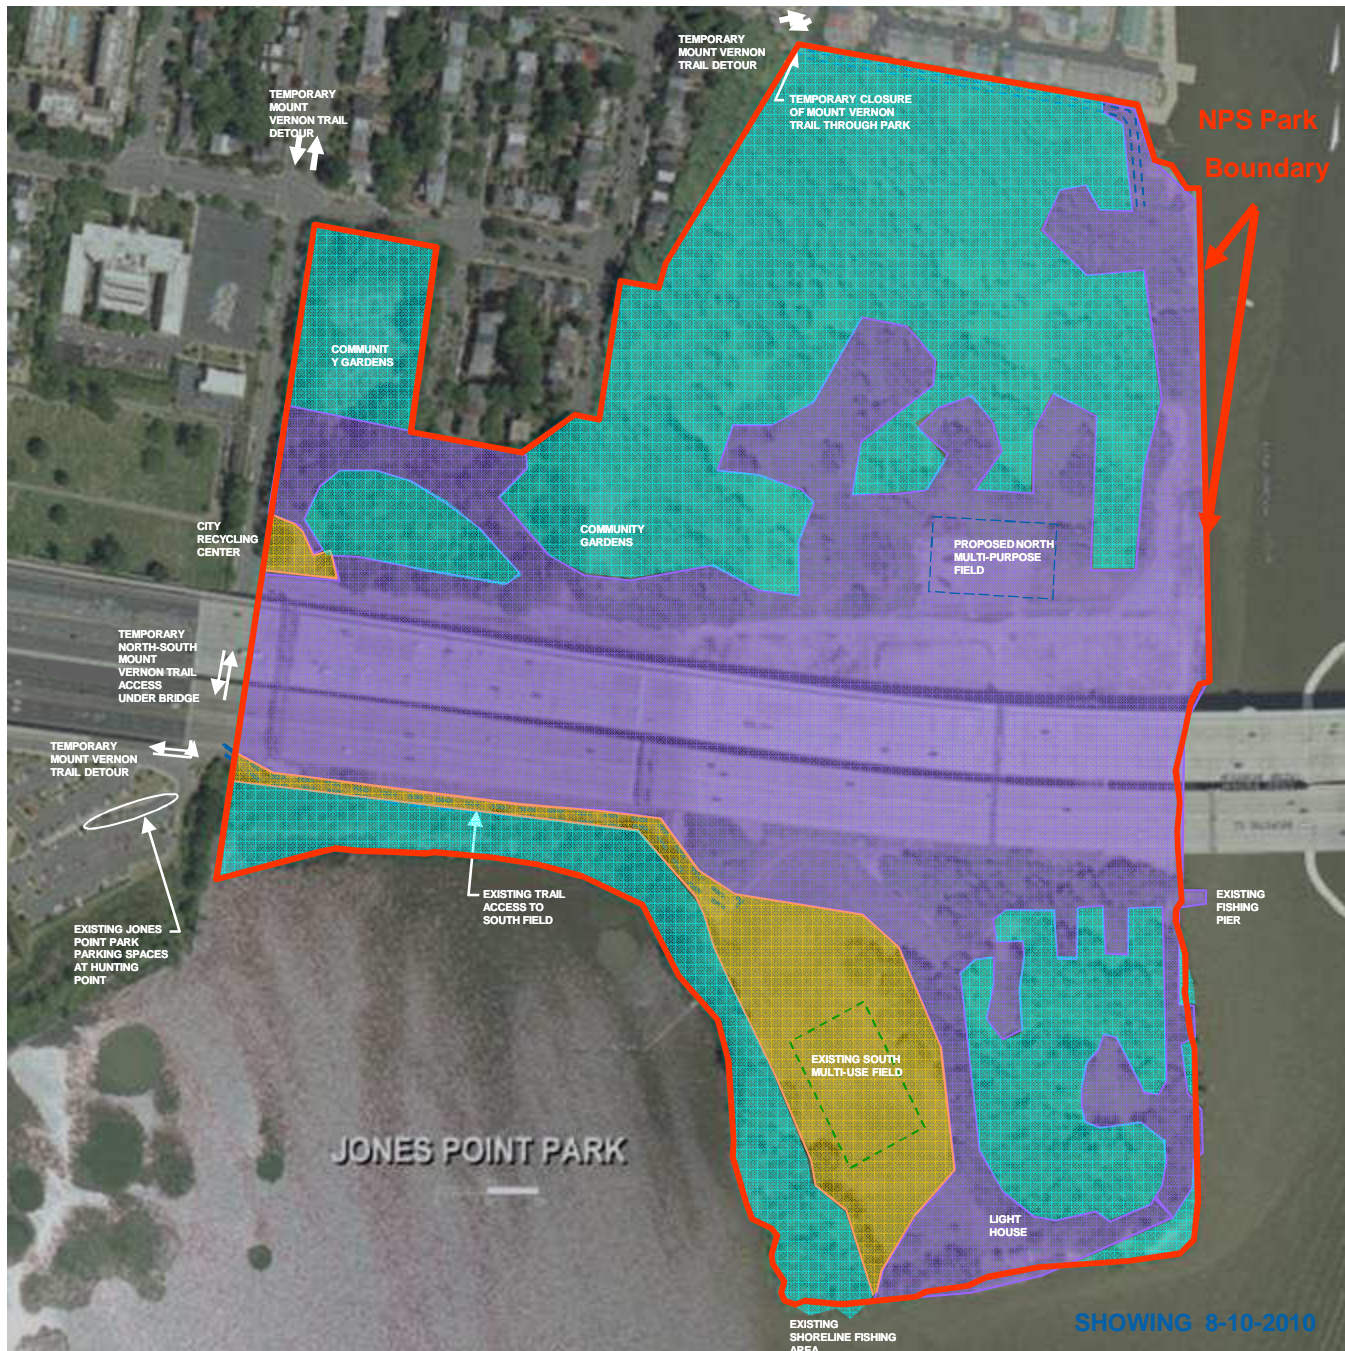 TEMPORARY
MOUNT VERNON
TRAIL DETOUR
TEMPORARY CLOSURE
OF MOUNT VERNON
TRAIL THROUGH PARK
TEMPORARY
MOUNT
VERNON TRAIL
DETOUR
NPS Park
Boundary
COMMUNIT
Y GARDENS
CITY
RECYCLING
CENTER
COMMUNITY
GARDENS
PROPOSED NORTH
MULTI-PURPOSE
FIELD
TEMPORARY
NORTH-SOUTH
MOUNT
VERNON TRAIL
ACCESS
UNDER BRIDGE
TEMPORARY
MOUNT VERNON
TRAIL DETOUR
EXISTING TRAIL
ACCESS TO
SOUTH FIELD
EXISTING
FISHING
PIER
EXISTING JONES
POINT PARK
PARKING SPACES
AT HUNTING
POINT
EXISTING SOUTH
MULTI-USE FIELD
JONES POINT PARK
LIGHT
HOUSE
EXISTING
SHORELINE FISHING
AREA
SHOWING 8-10-2010